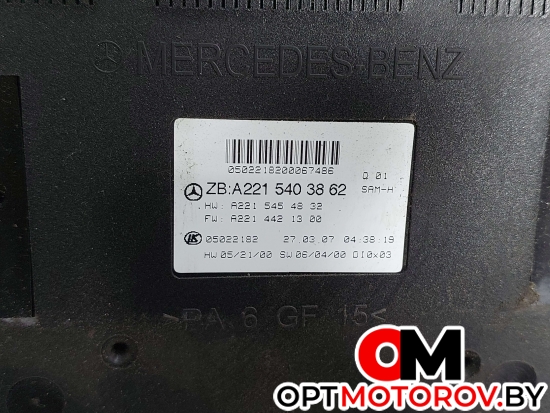 MERCEDES-BENZ
0502218200067486
Q 01
ZB:A221 540 38 62
SAM-H
HW: A221 545 48 32
FW: A221 442 13 00
05022182 27.03.07 04:38:19
HW 05/21/00 SW 06/04/00 DI0x03
>PA 6 GF 15<
OM
OPTMOTOROV.BY